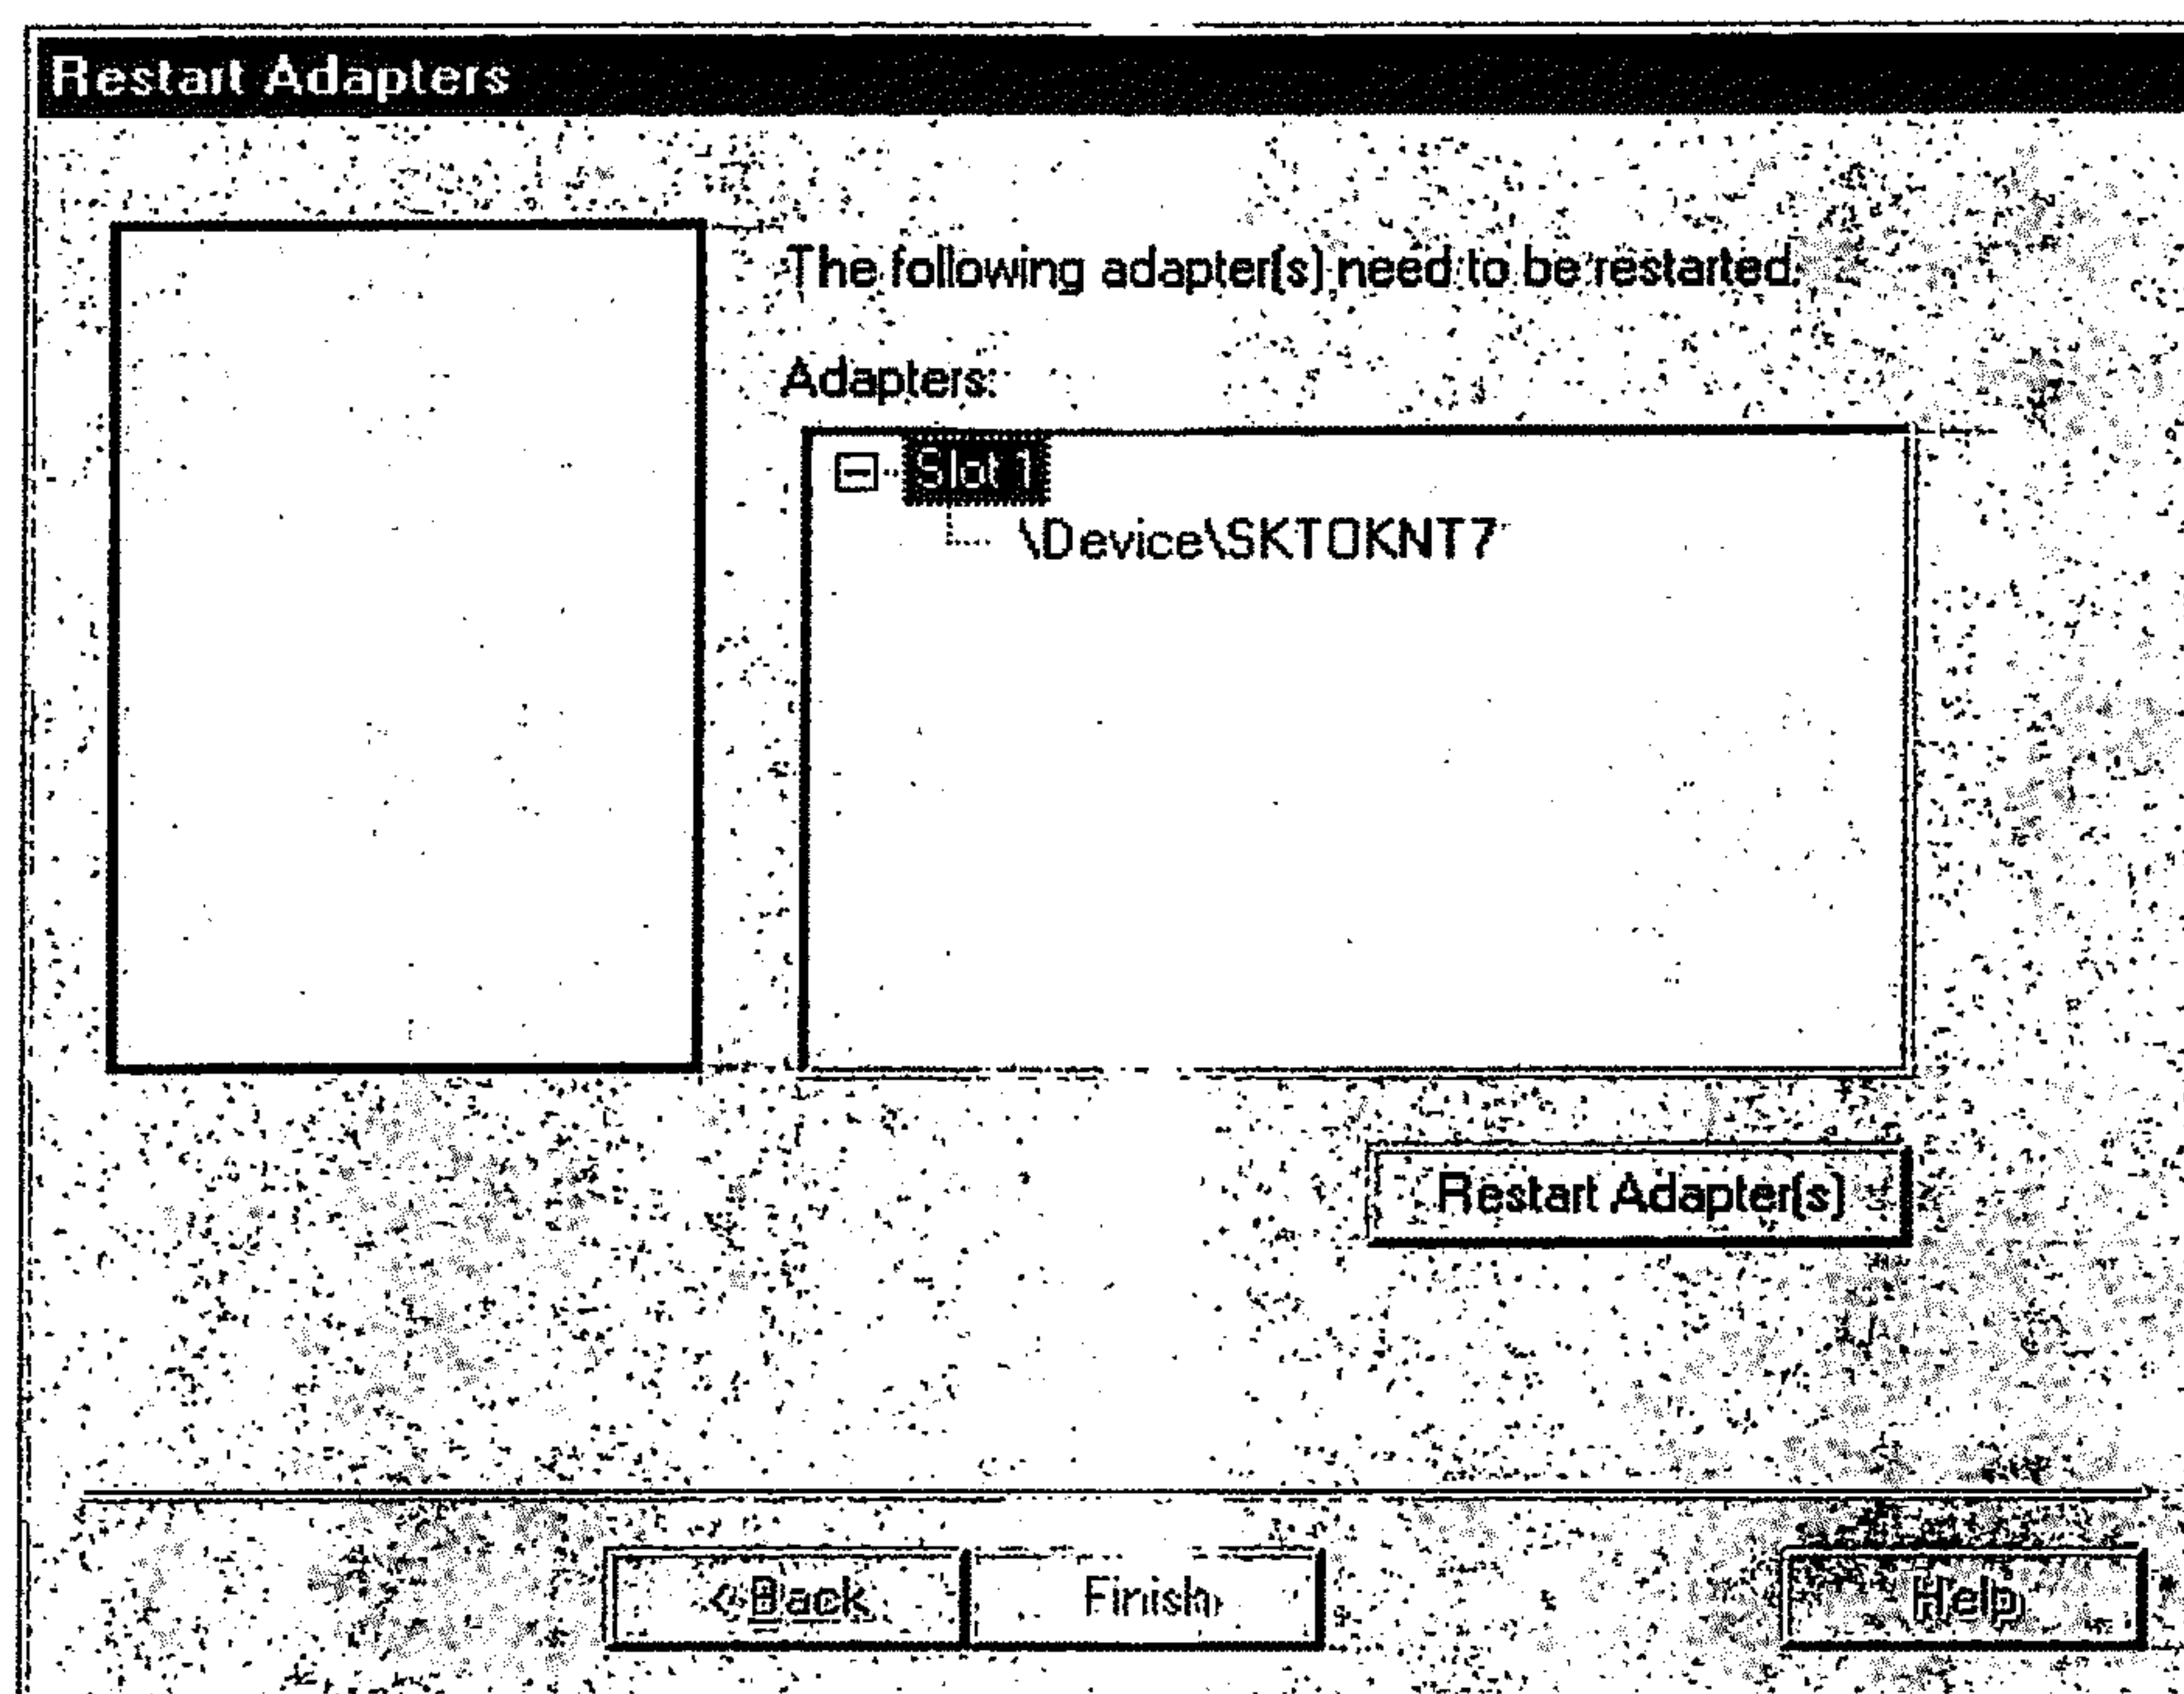 Restart Adapters
The following adapter(s) need to be restarted.
Adapters:
Slot 1
\Device\SKTOKNT7
Restart Adapter(s)
< Back
Finish
Help